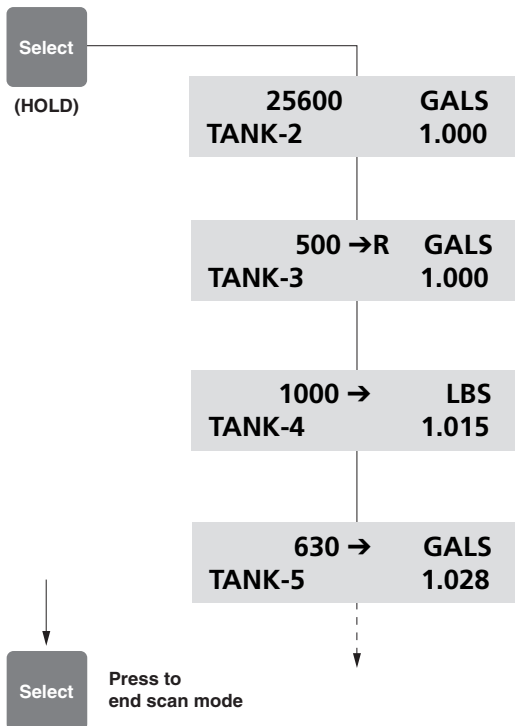 Select
(HOLD)
25600 GALS
TANK-2 1.000
500 ➔R GALS
TANK-3 1.000
1000 ➔ LBS
TANK-4 1.015
630 ➔ GALS
TANK-5 1.028
Select
Press to
end scan mode